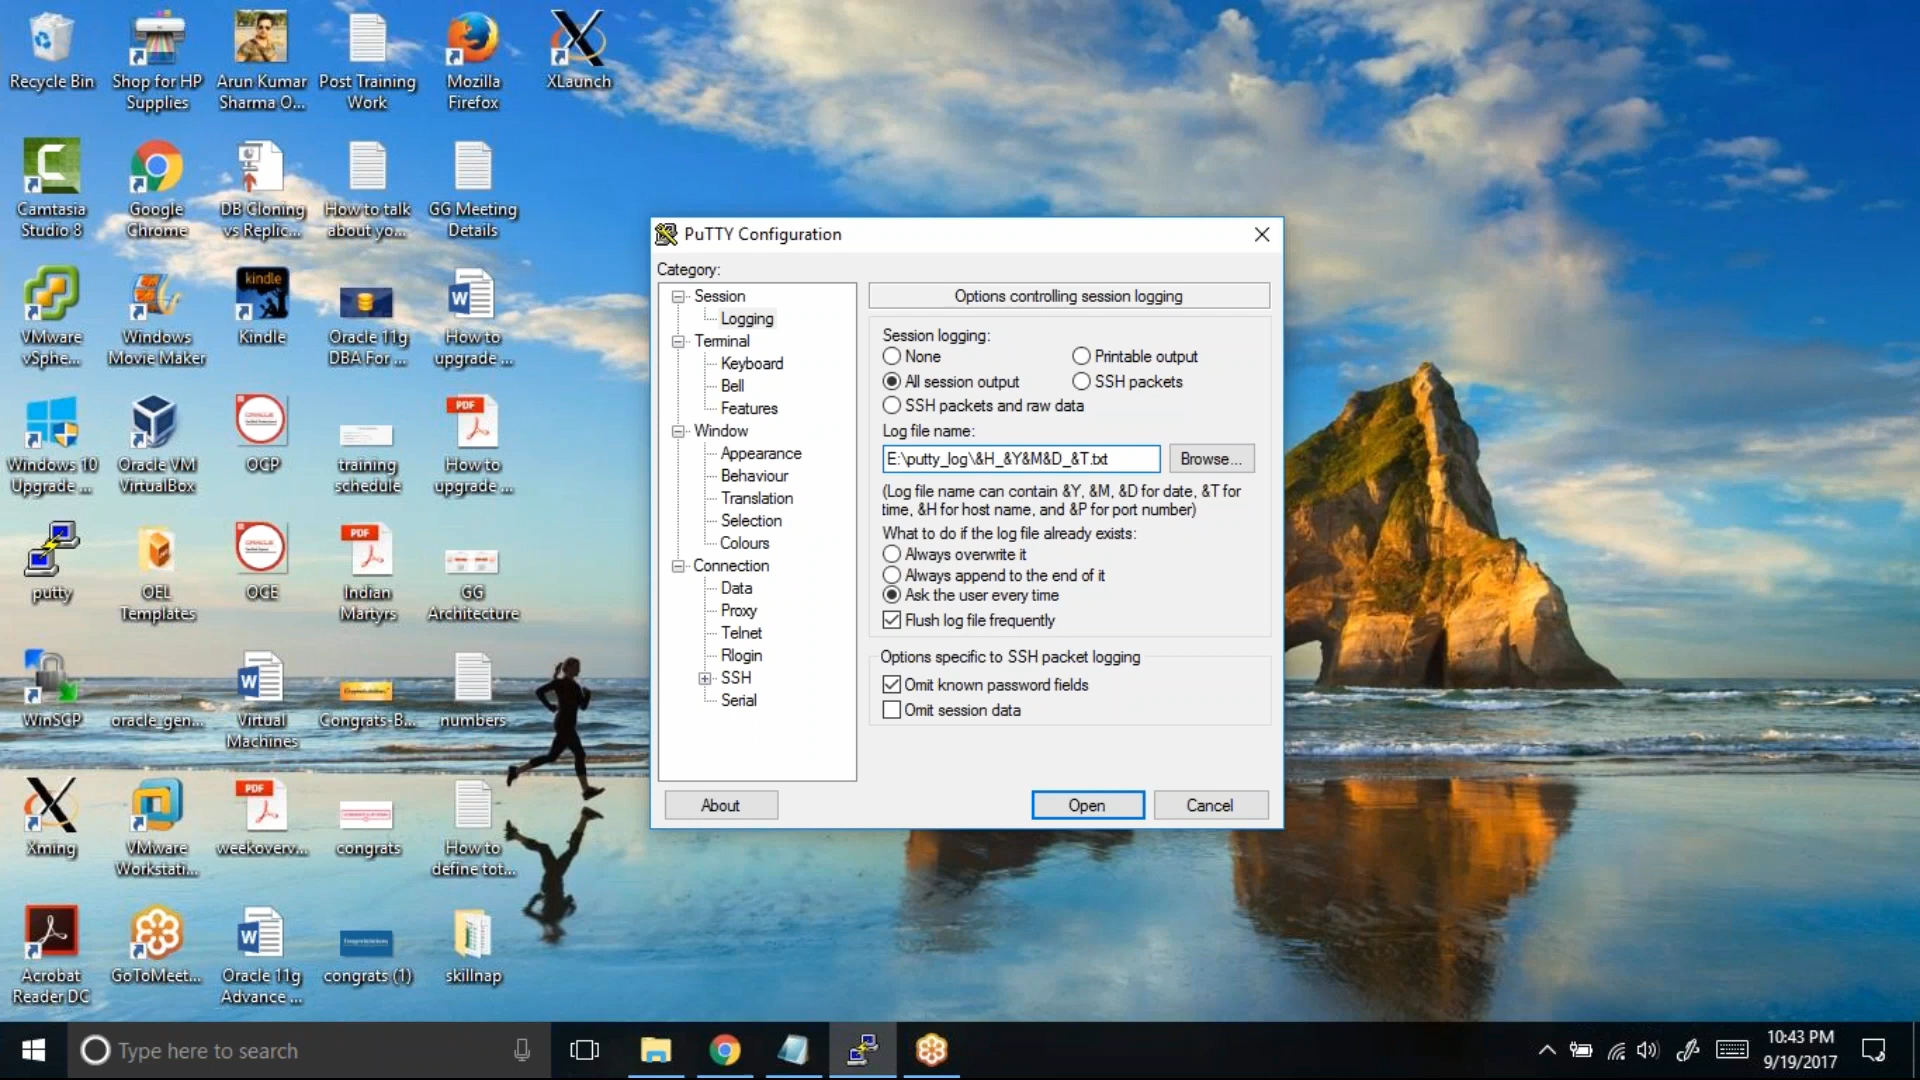 Recycle Bin
Shop for HP
Supplies
Arun Kumar
Sharma O...
Post Training
Work
Mozilla
Firefox
XLaunch
Camtasia
Studio 8
Google
Chrome
DB Cloning
vs Replic...
How to talk
about yo...
GG Meeting
Details
kindle
VMware
vSphe...
Windows
Movie Maker
Kindle
Oracle 11g
DBA For ...
How to
upgrade ...
Windows 10
Upgrade ...
Oracle VM
VirtualBox
ORACLE
OCP
training
schedule
PDF
How to
upgrade ...
putty
OEL
Templates
ORACLE
OCE
PDF
Indian
Martyrs
GG
Architecture
WinSCP
oracle_gen...
Virtual
Machines
Congrats-B...
numbers
Xming
VMware
Workstati...
PDF
weekoverv...
congrats
How to
define tot...
Acrobat
Reader DC
GoToMeet...
Oracle 11g
Advance ...
Congratulations
congrats (1)
skillnap
PuTTY Configuration
Category:
Session
Logging
Terminal
Keyboard
Bell
Features
Window
Appearance
Behaviour
Translation
Selection
Colours
Connection
Data
Proxy
Telnet
Rlogin
SSH
Serial
Options controlling session logging
Session logging:
None
Printable output
All session output
SSH packets
SSH packets and raw data
Log file name:
E:\putty_log\&H_&Y&M&D_&T.txt
Browse...
(Log file name can contain &Y, &M, &D for date, &T for
time, &H for host name, and &P for port number)
What to do if the log file already exists:
Always overwrite it
Always append to the end of it
Ask the user every time
Flush log file frequently
Options specific to SSH packet logging
Omit known password fields
Omit session data
About
Open
Cancel
Type here to search
10:43 PM
9/19/2017